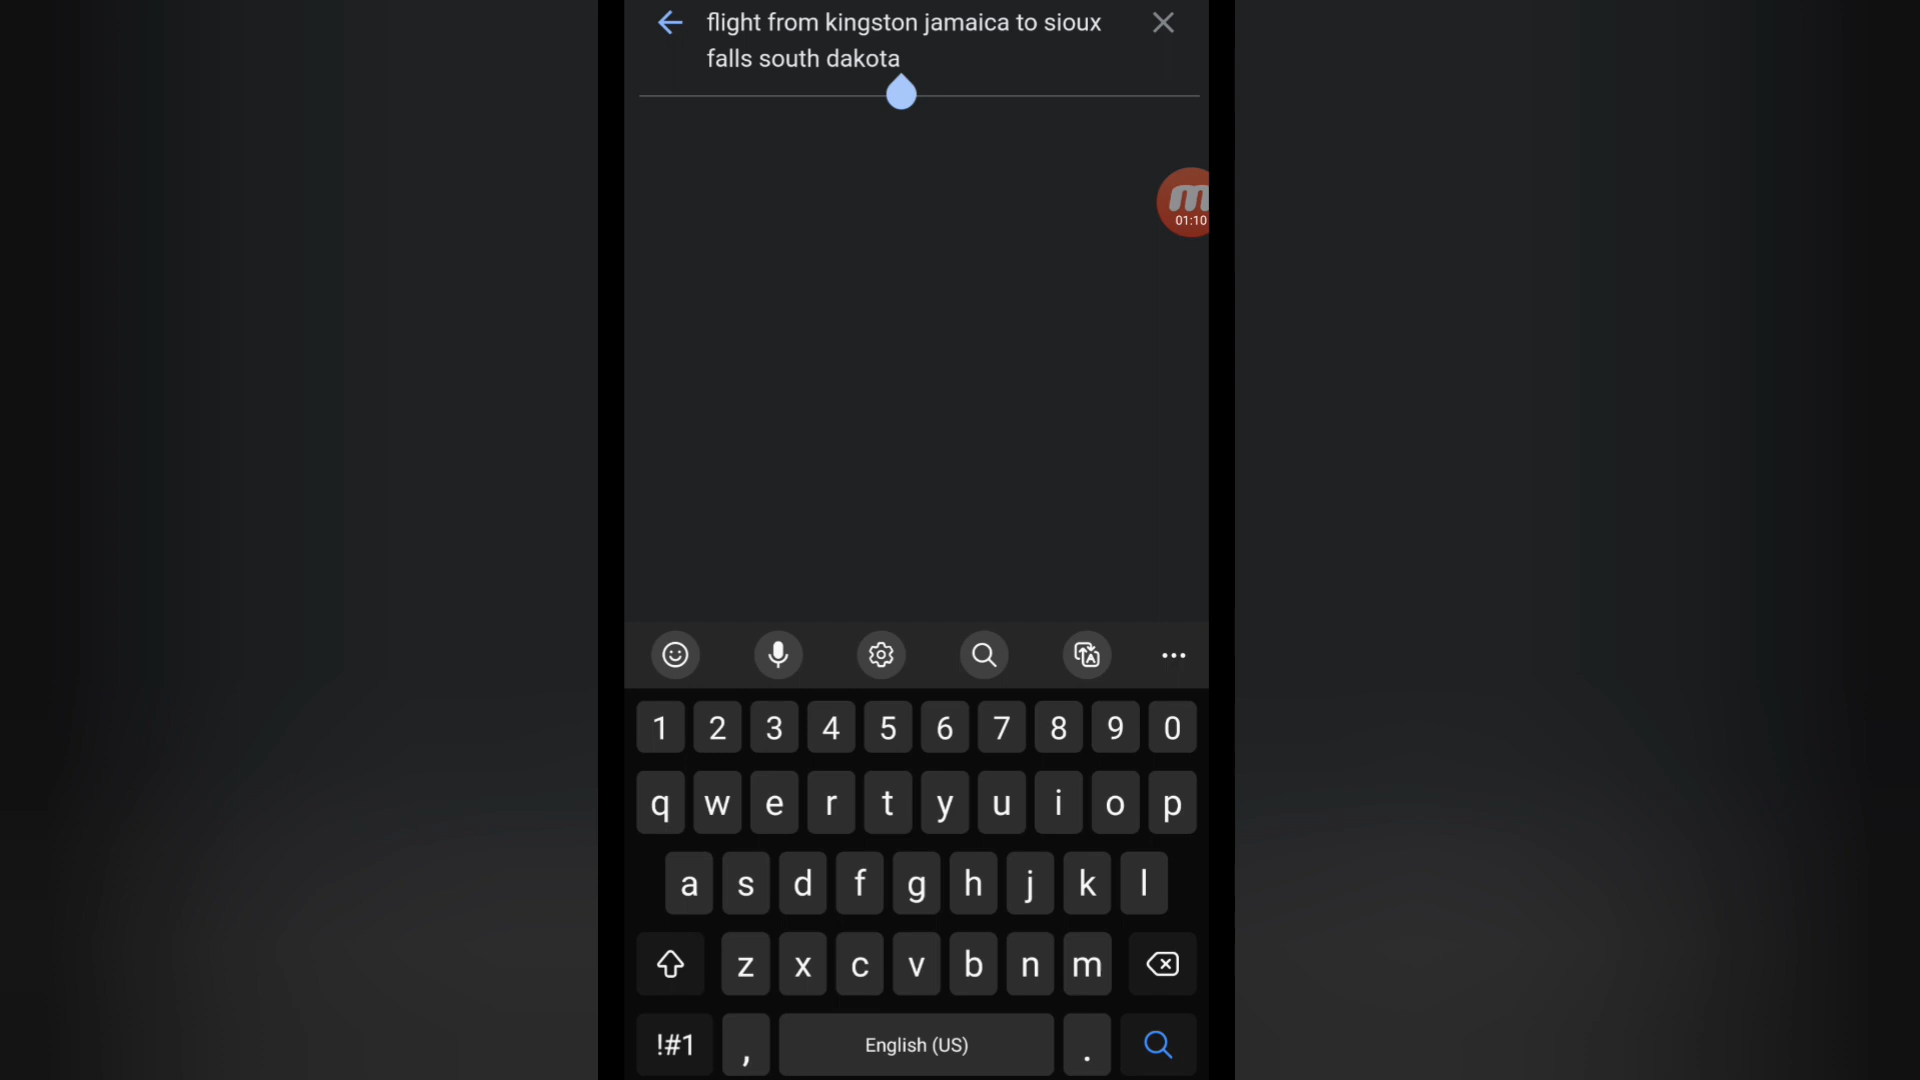 flight from kingston jamaica to sioux
falls south dakota
m
01:10
1 2 3 4 5 6 7 8 9 0
q w e r t y u i o p
a s d f g h j k l
z x c v b n m
!#1 , English (US) .